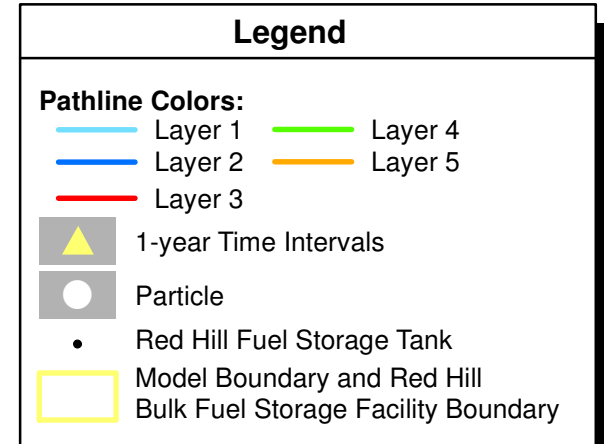 Legend
Pathline Colors:
Layer 1 Layer 4
Layer 2 Layer 5
Layer 3
1-year Time Intervals
Particle
Red Hill Fuel Storage Tank
Model Boundary and Red Hill
Bulk Fuel Storage Facility Boundary